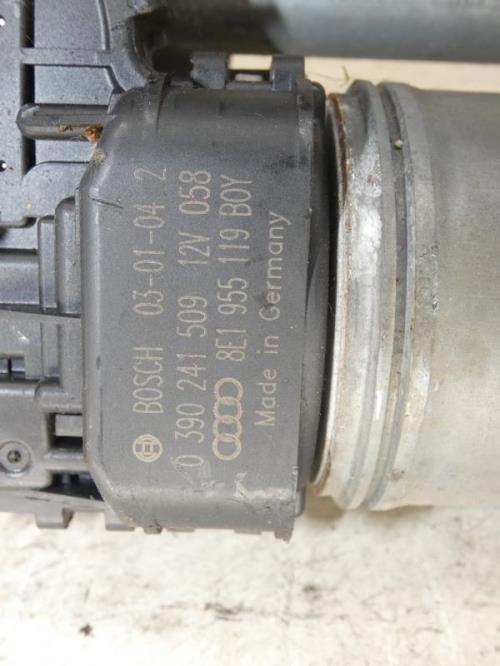 BOSCH 03-01-04 2
0 390 241 509 12V 058
8E1 955 119 BOY
Made in Germany